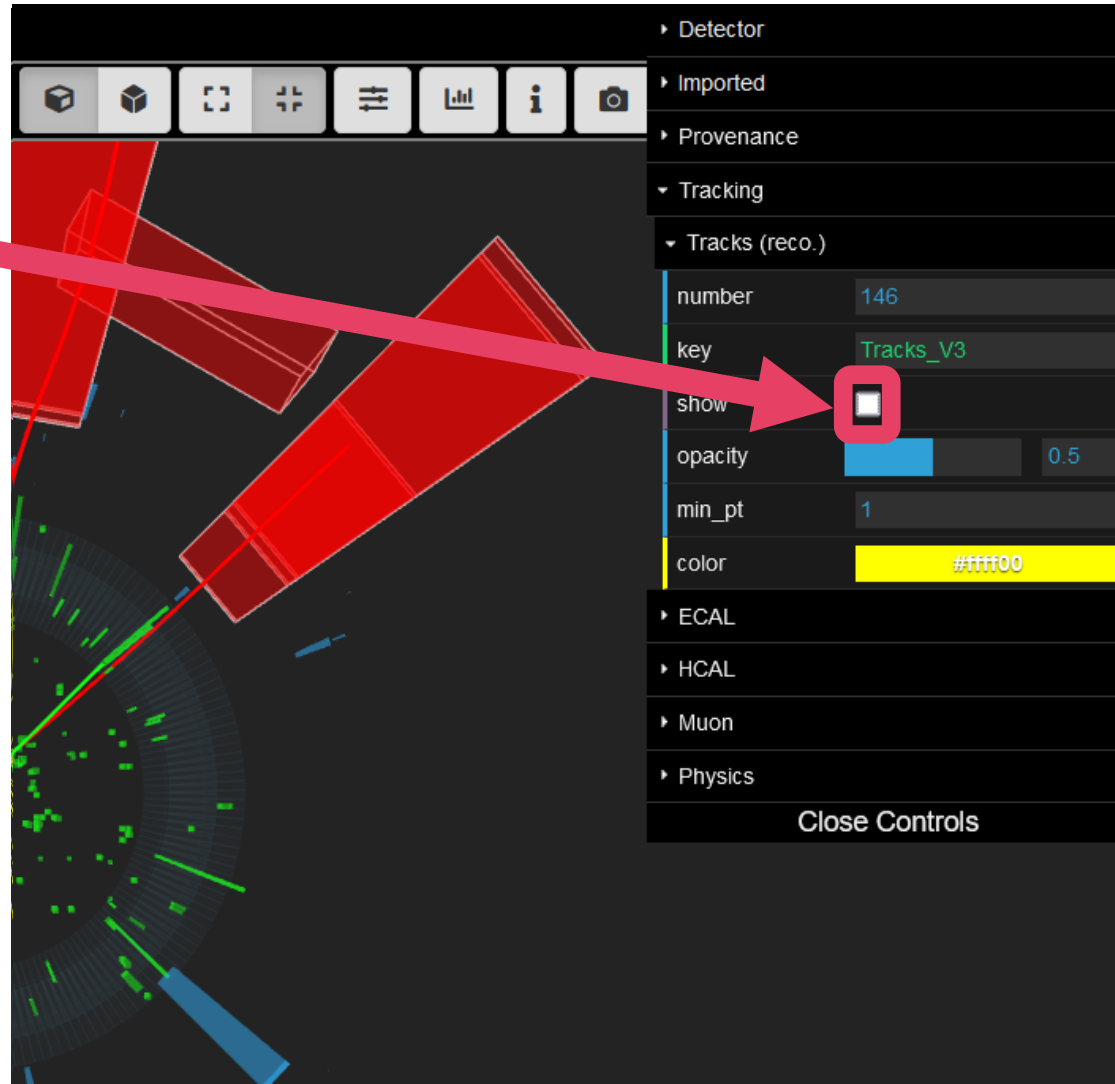 Detector
Imported
Provenance
Tracking
Tracks (reco.)
number 146
key Tracks_V3
show
opacity 0.5
min_pt 1
color #ffff00
ECAL
HCAL
Muon
Physics
Close Controls